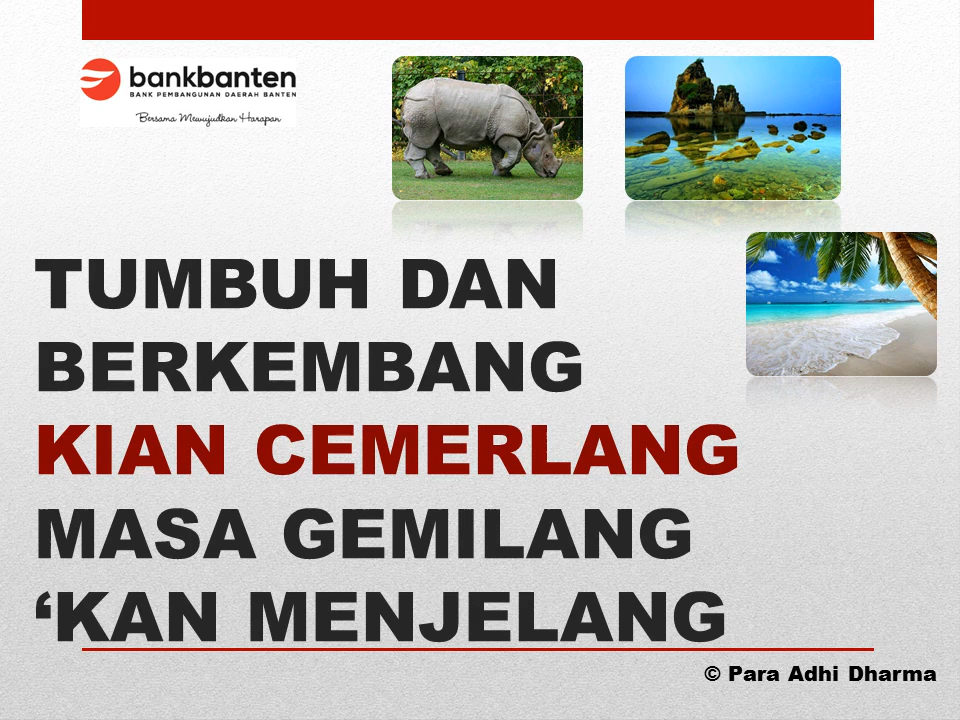 bankbanten
BANK PEMBANGUNAN DAERAH BANTEN
Bersama Mewujudkan Harapan
TUMBUH DAN
BERKEMBANG
KIAN CEMERLANG
MASA GEMILANG
‘KAN MENJELANG
© Para Adhi Dharma